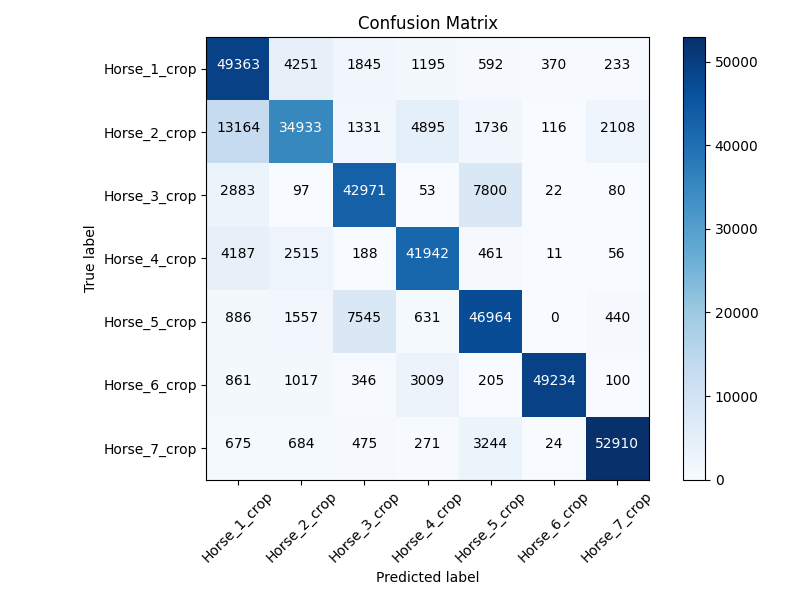 Confusion Matrix
Horse_1_crop 49363 4251 1845 1195 592 370 233
Horse_2_crop 13164 34933 1331 4895 1736 116 2108
Horse_3_crop 2883 97 42971 53 7800 22 80
Horse_4_crop 4187 2515 188 41942 461 11 56
Horse_5_crop 886 1557 7545 631 46964 0 440
Horse_6_crop 861 1017 346 3009 205 49234 100
Horse_7_crop 675 684 475 271 3244 24 52910
True label
Horse_1_crop Horse_2_crop Horse_3_crop Horse_4_crop Horse_5_crop Horse_6_crop Horse_7_crop
Predicted label
50000
40000
30000
20000
10000
0